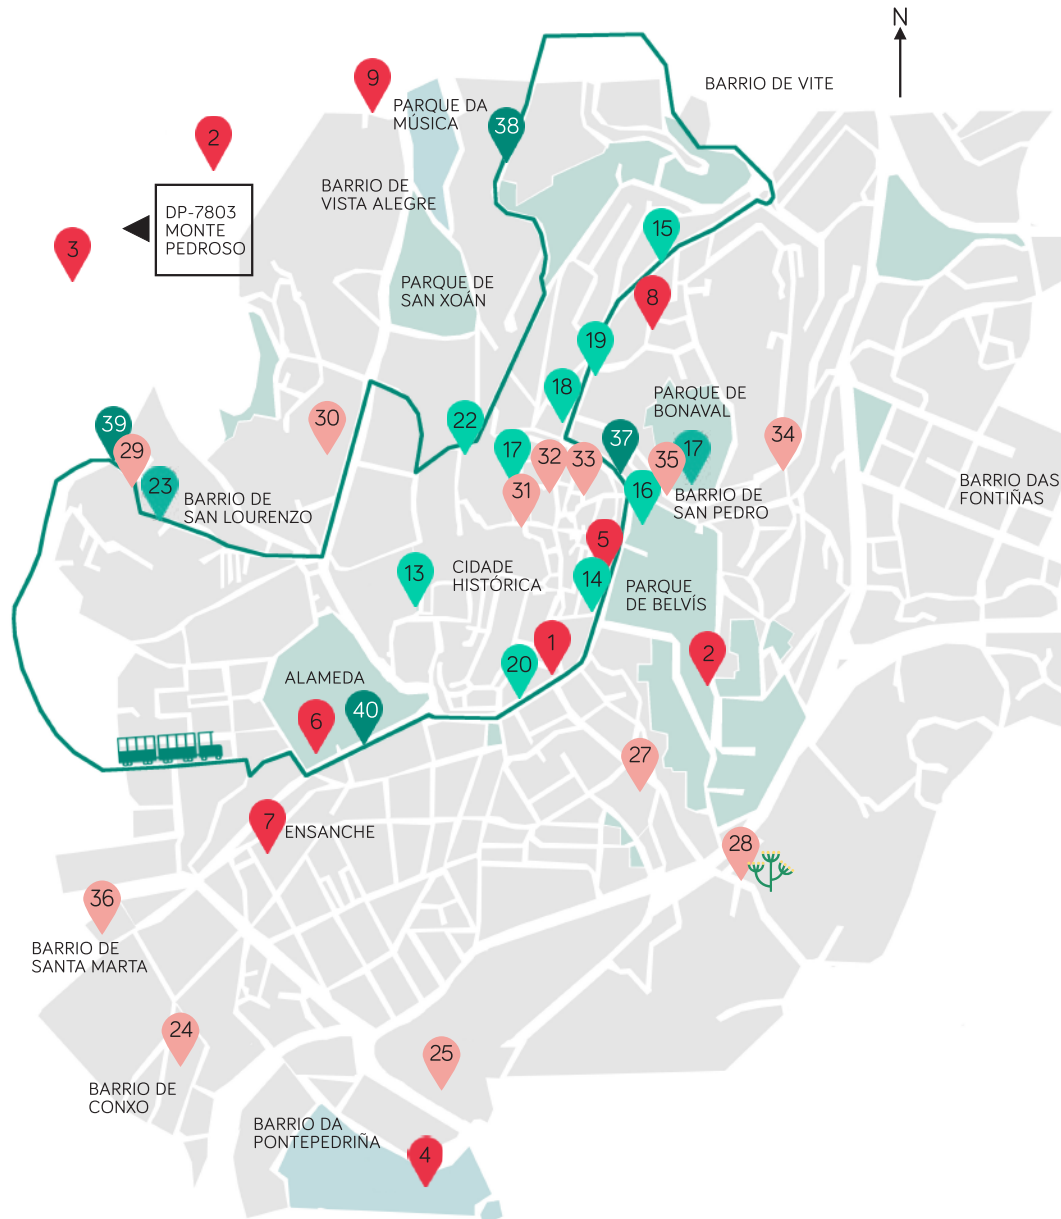 N
9
BARRIO DE VITE
PARQUE DA
MÚSICA
38
2
BARRIO DE
VISTA ALEGRE
DP-7803
MONTE
PEDROSO
3
15
PARQUE DE
SAN XOÁN
8
19
18
PARQUE DE
BONAVAL
30
22
39
29
17
32
33
37
35
17
34
23
31
16
BARRIO DE
SAN LOURENZO
BARRIO DE
SAN PEDRO
BARRIO DAS
FONTIÑAS
5
13
CIDADE
HISTÓRICA
14
PARQUE
DE BELVÍS
1
2
20
ALAMEDA
6
40
27
7
ENSANCHE
28
36
BARRIO DE
SANTA MARTA
24
25
BARRIO DE
CONXO
BARRIO DA
PONTEPEDRIÑA
4